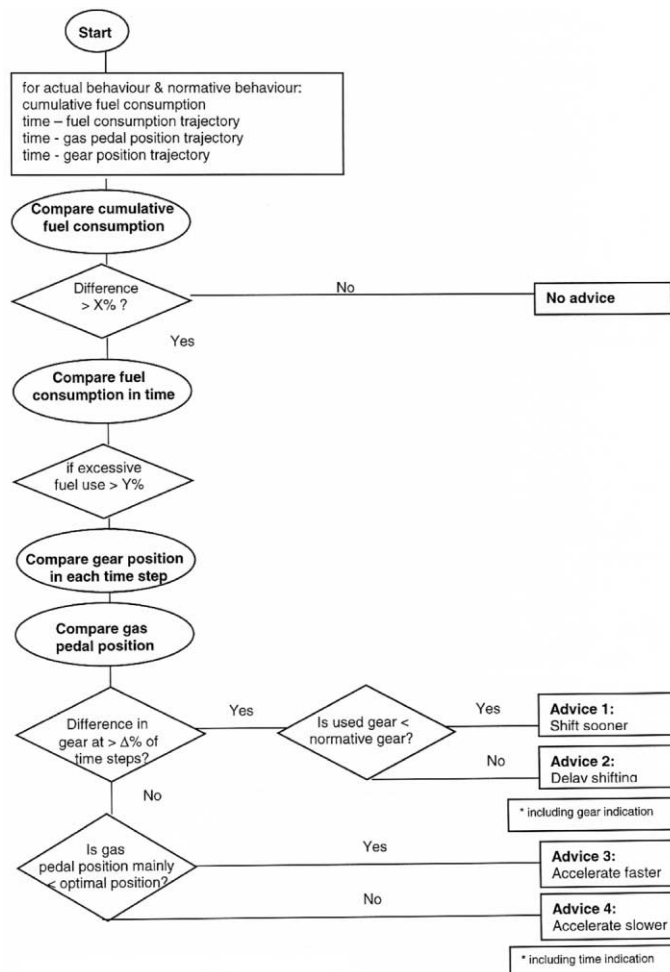 Start
for actual behaviour & normative behaviour:
cumulative fuel consumption
time – fuel consumption trajectory
time - gas pedal position trajectory
time - gear position trajectory
Compare cumulative
fuel consumption
Difference
> X% ?
No
No advice
Yes
Compare fuel
consumption in time
if excessive
fuel use > Y%
Compare gear position
in each time step
Compare gas
pedal position
Difference in
gear at > Δ% of
time steps?
Yes
Is used gear <
normative gear?
Yes
Advice 1:
Shift sooner
No
Advice 2:
Delay shifting
* including gear indication
No
Is gas
pedal position mainly
< optimal position?
Yes
Advice 3:
Accelerate faster
No
Advice 4:
Accelerate slower
* including time indication